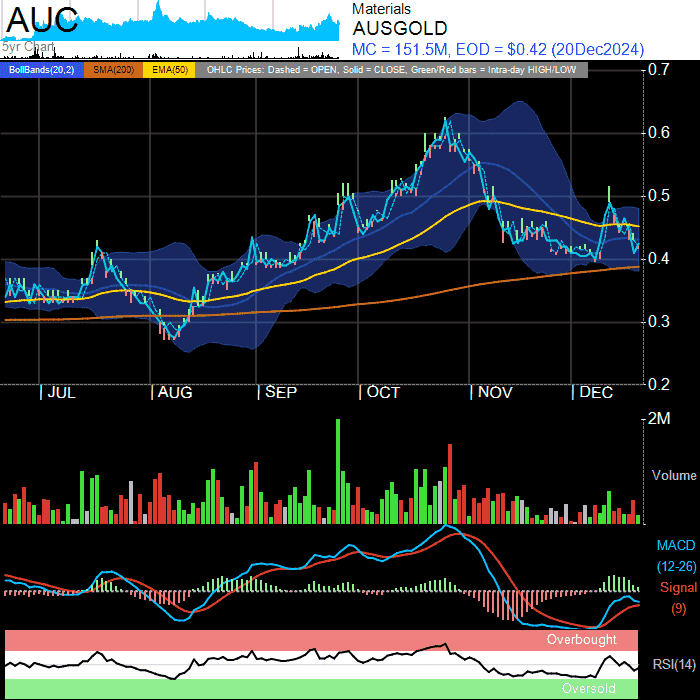 AUC
5yr Chart
Materials
AUSGOLD
MC = 151.5M, EOD = $0.42 (20Dec2024)
BollBands(20,2) SMA(200) EMA(50) OHLC Prices: Dashed = OPEN, Solid = CLOSE, Green/Red bars = Intra-day HIGH/LOW
0.7
0.6
0.5
0.4
0.3
0.2
JUL AUG SEP OCT NOV DEC
2M
Volume
MACD
(12-26)
Signal
(9)
Overbought
RSI(14)
Oversold